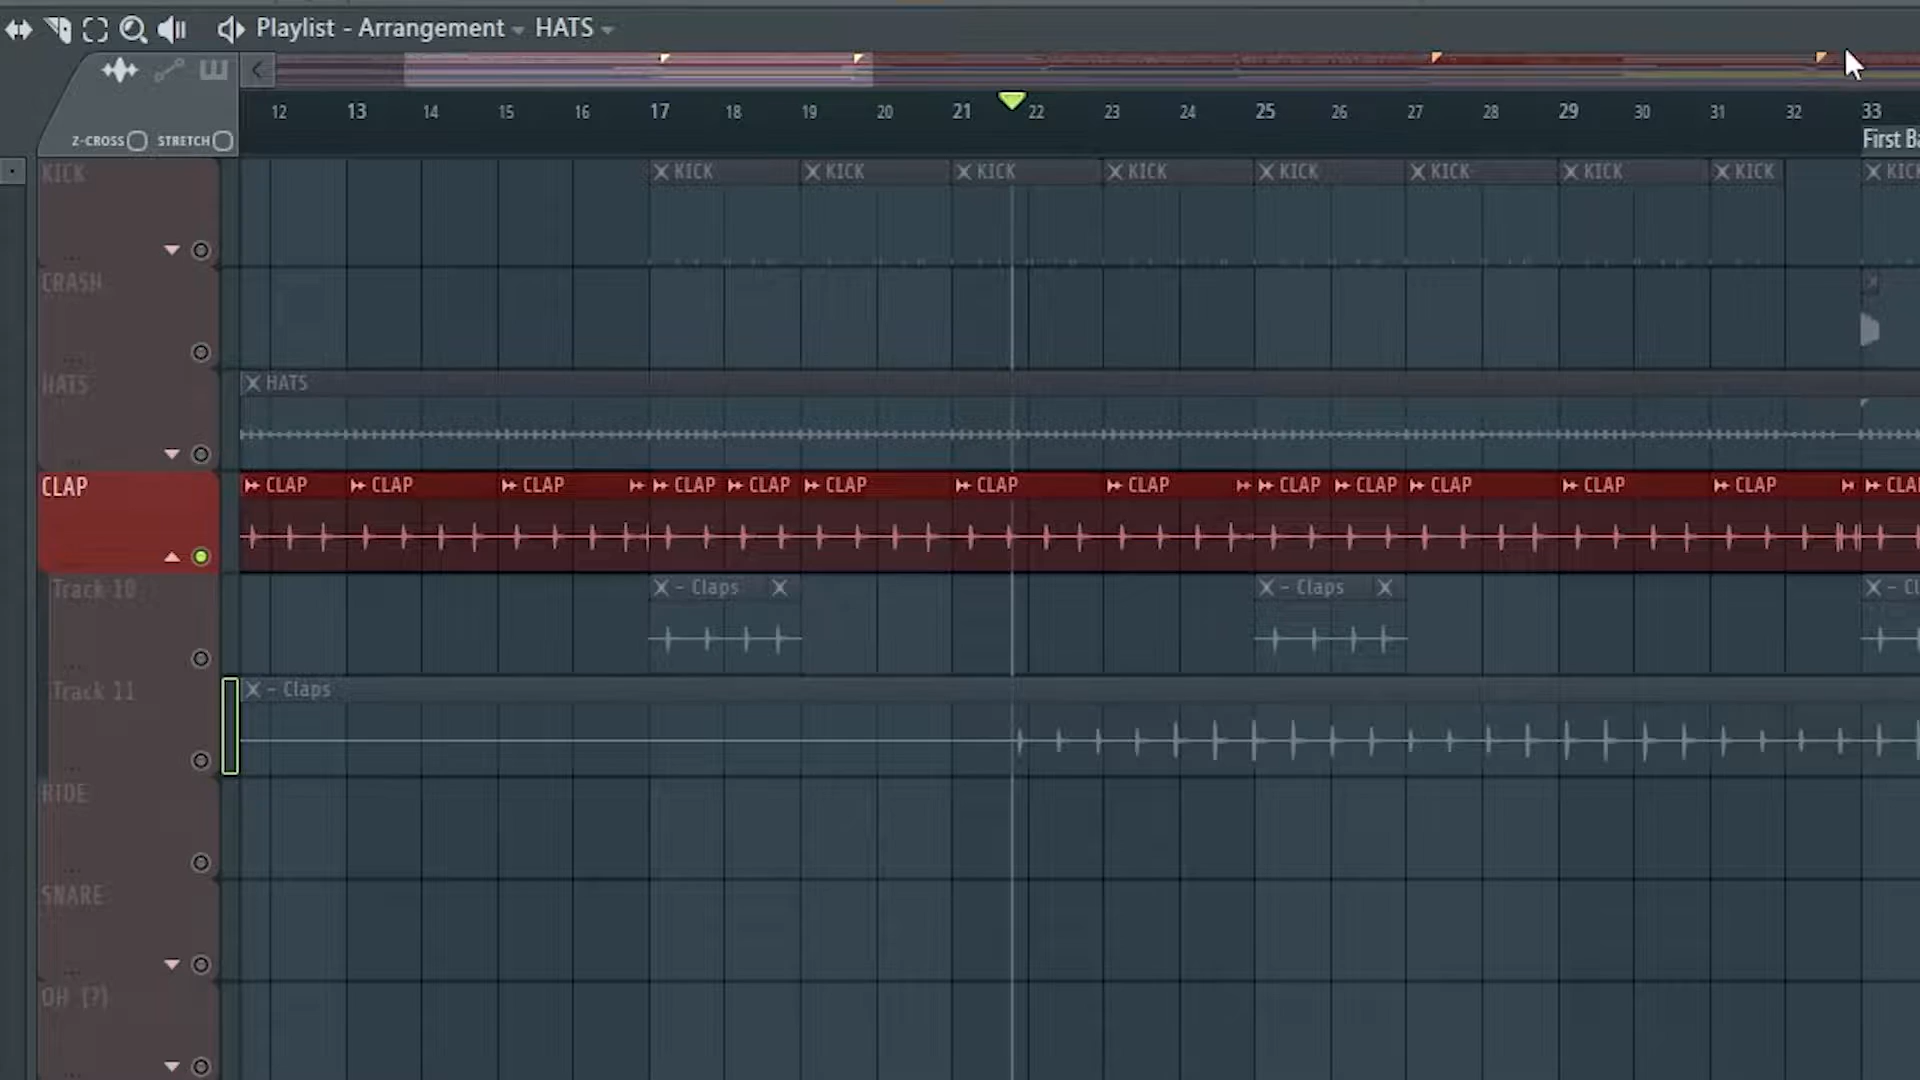 Playlist - Arrangement HATS
12 13 14 15 16 17 18 19 20 21 22 23 24 25 26 27 28 29 30 31 32 33
Z-CROSS STRETCH
First Ba
KICK KICK KICK KICK KICK KICK KICK KICK KICK KICK
CRASH
HATS HATS
CLAP CLAP CLAP CLAP CLAP CLAP CLAP CLAP CLAP CLAP CLAP CLAP CLAP CLAP CLA
Track 10 - Claps - Claps - Cl
Track 11 - Claps
RIDE
SNARE
OH (?)